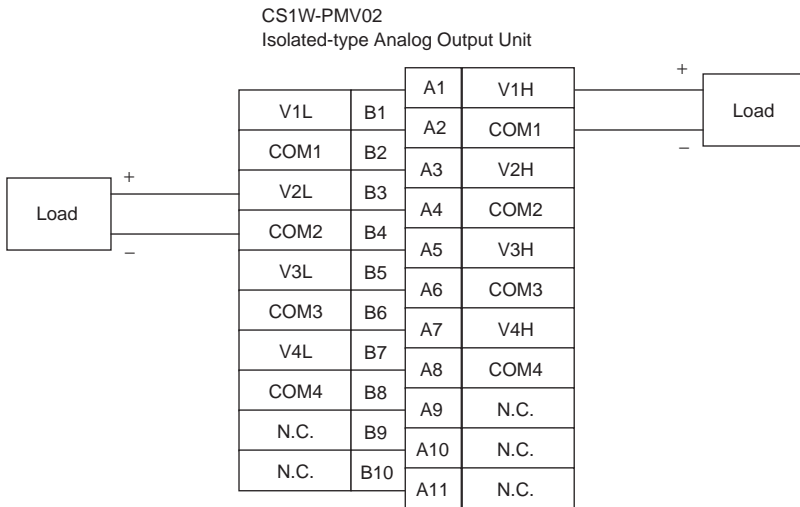 CS1W-PMV02
Isolated-type Analog Output Unit
A1 V1H
+
Load
V1L B1
A2 COM1
−
COM1 B2
A3 V2H
+
Load
V2L B3
A4 COM2
COM2 B4
−
A5 V3H
V3L B5
A6 COM3
COM3 B6
A7 V4H
V4L B7
A8 COM4
COM4 B8
A9 N.C.
N.C. B9
A10 N.C.
N.C. B10
A11 N.C.